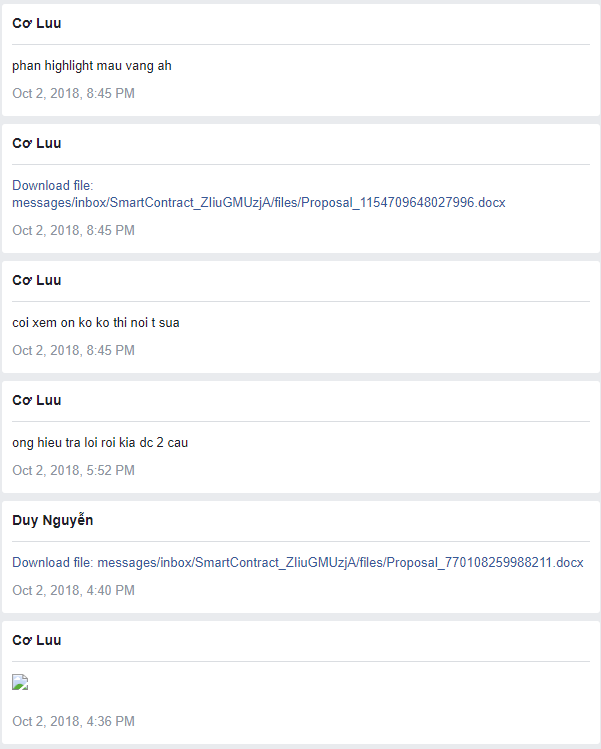 Cơ Luu
phan highlight mau vang ah
Oct 2, 2018, 8:45 PM
Cơ Luu
Download file:
messages/inbox/SmartContract_ZIiuGMUzjA/files/Proposal_1154709648027996.docx
Oct 2, 2018, 8:45 PM
Cơ Luu
coi xem on ko ko thi noi t sua
Oct 2, 2018, 8:45 PM
Cơ Luu
ong hieu tra loi roi kia dc 2 cau
Oct 2, 2018, 5:52 PM
Duy Nguyễn
Download file: messages/inbox/SmartContract_ZIiuGMUzjA/files/Proposal_770108259988211.docx
Oct 2, 2018, 4:40 PM
Cơ Luu
Oct 2, 2018, 4:36 PM